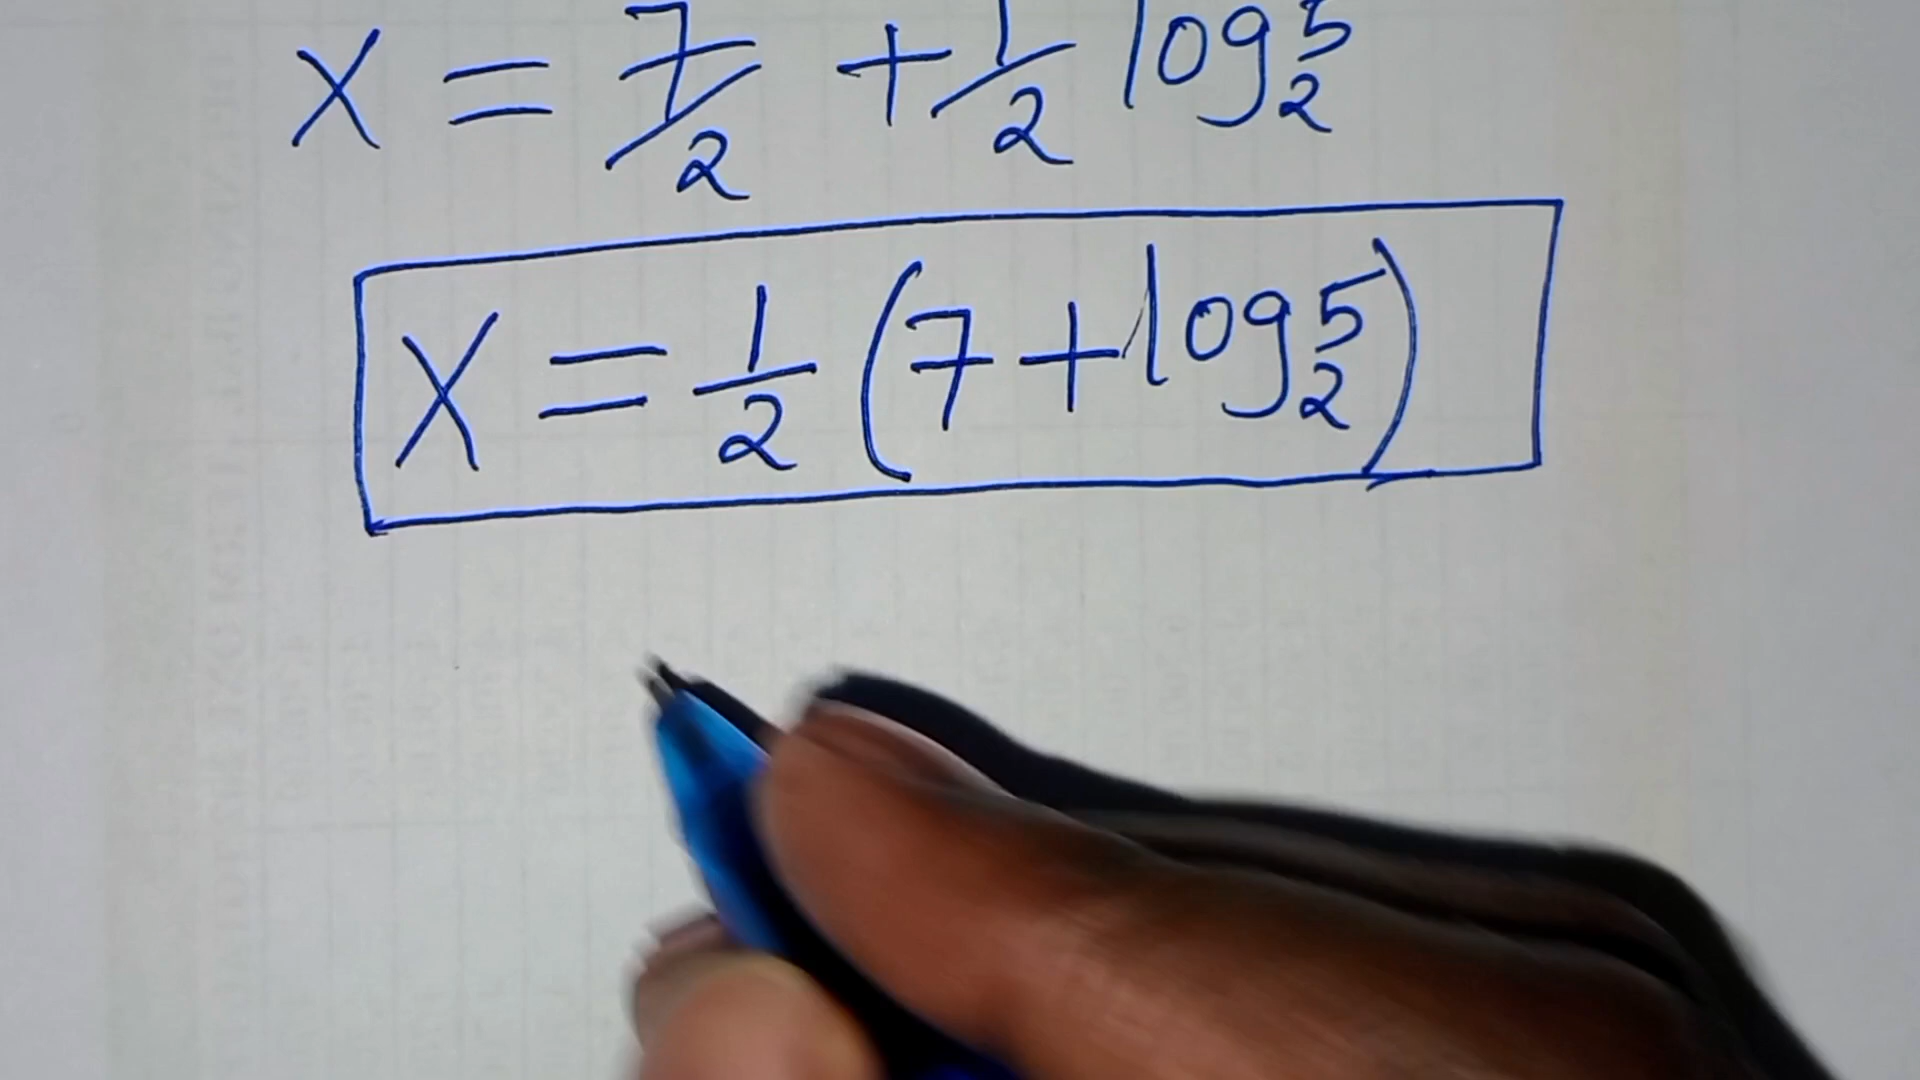 x = 7/2 + 1/2 log₂5
x = 1/2 (7 + log₂5)